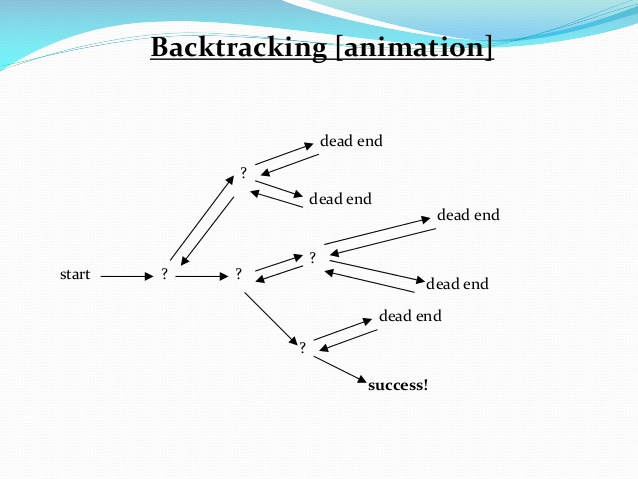 Backtracking [animation]
dead end
?
dead end
dead end
?
start
?
?
dead end
dead end
?
success!